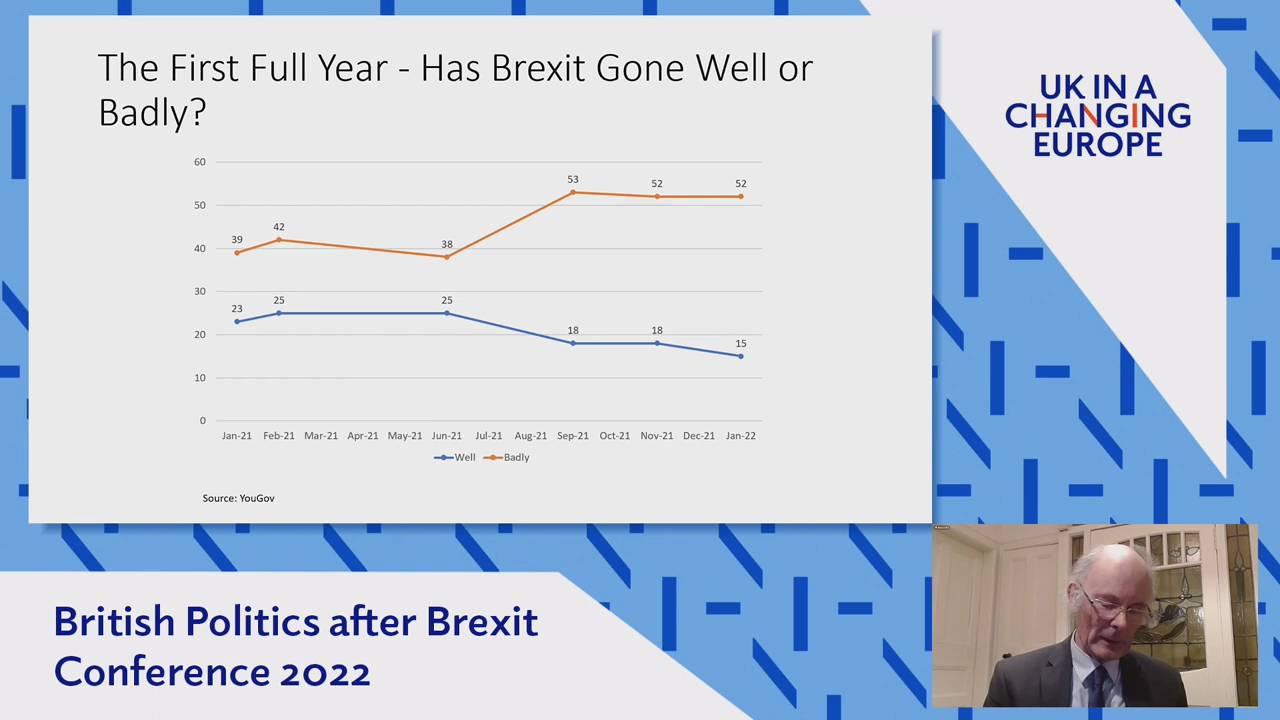 The First Full Year - Has Brexit Gone Well or
Badly?
60
50
40
30
20
10
0
39
42
38
53
52
52
23
25
25
18
18
15
Jan-21 Feb-21 Mar-21 Apr-21 May-21 Jun-21 Jul-21 Aug-21 Sep-21 Oct-21 Nov-21 Dec-21 Jan-22
Well Badly
Source: YouGov
UK IN A
CHANGING
EUROPE
British Politics after Brexit
Conference 2022